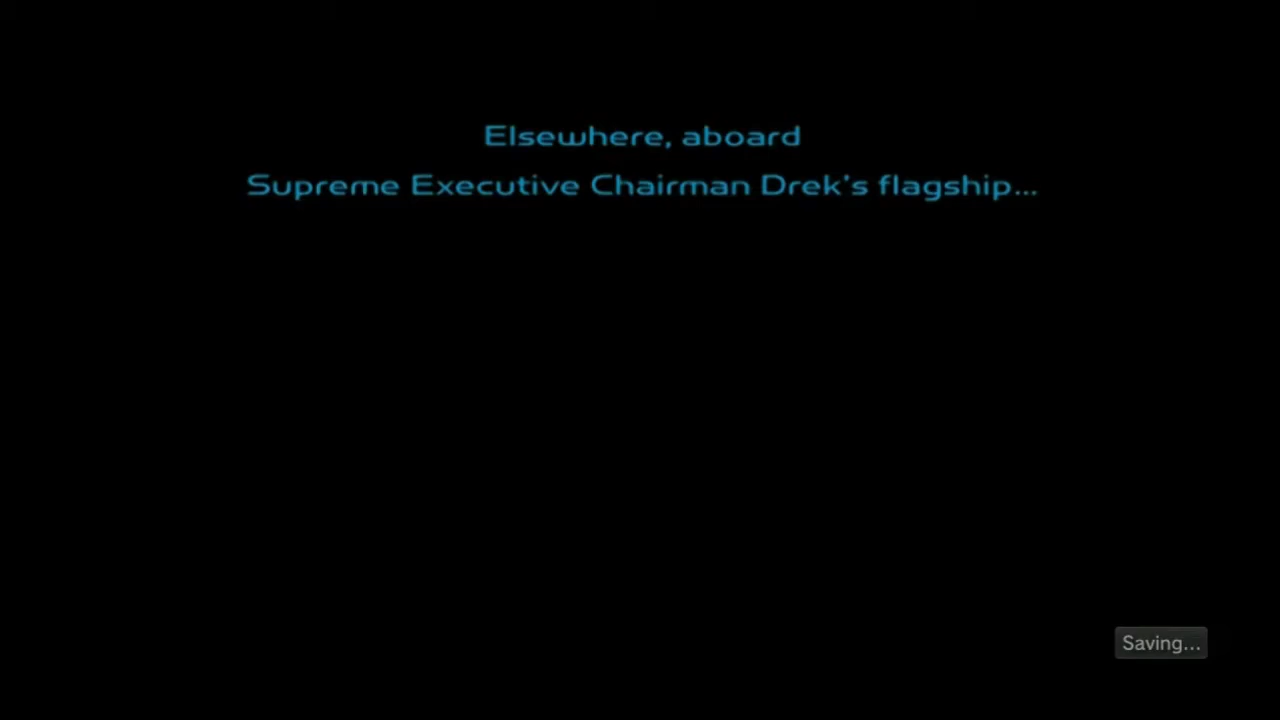 Elsewhere, aboard
Supreme Executive Chairman Drek's flagship...
Saving...